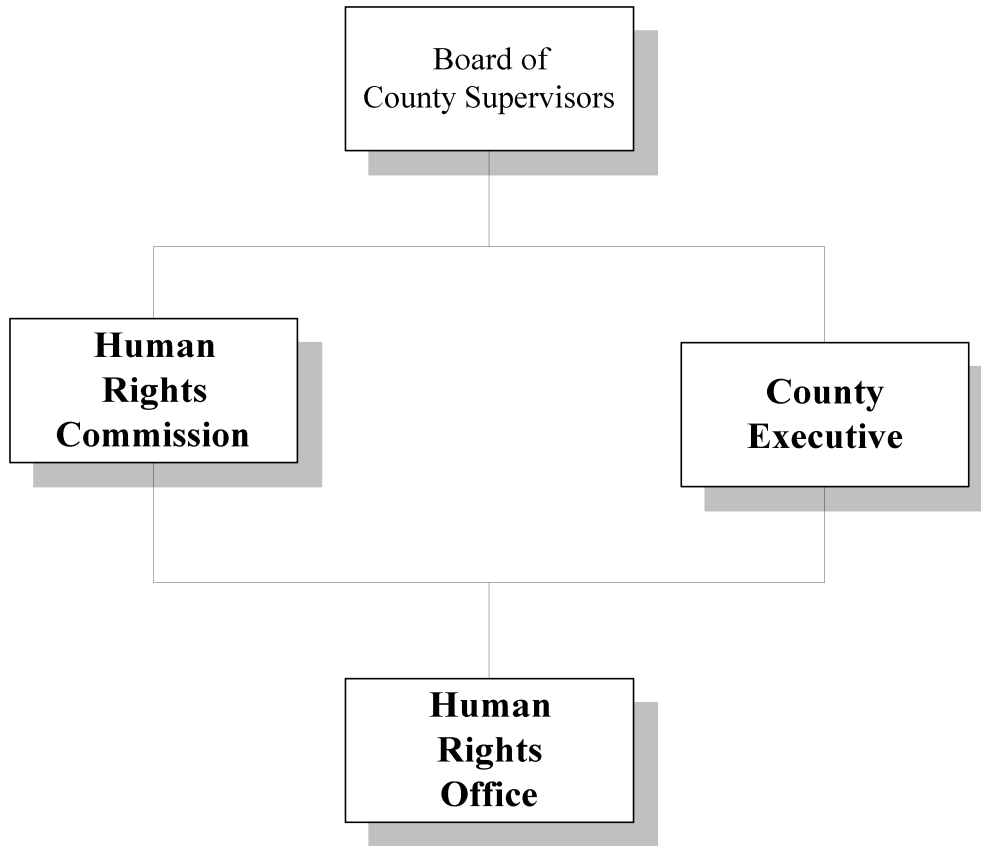 Board of
County Supervisors
Human
Rights
Commission
County
Executive
Human
Rights
Office